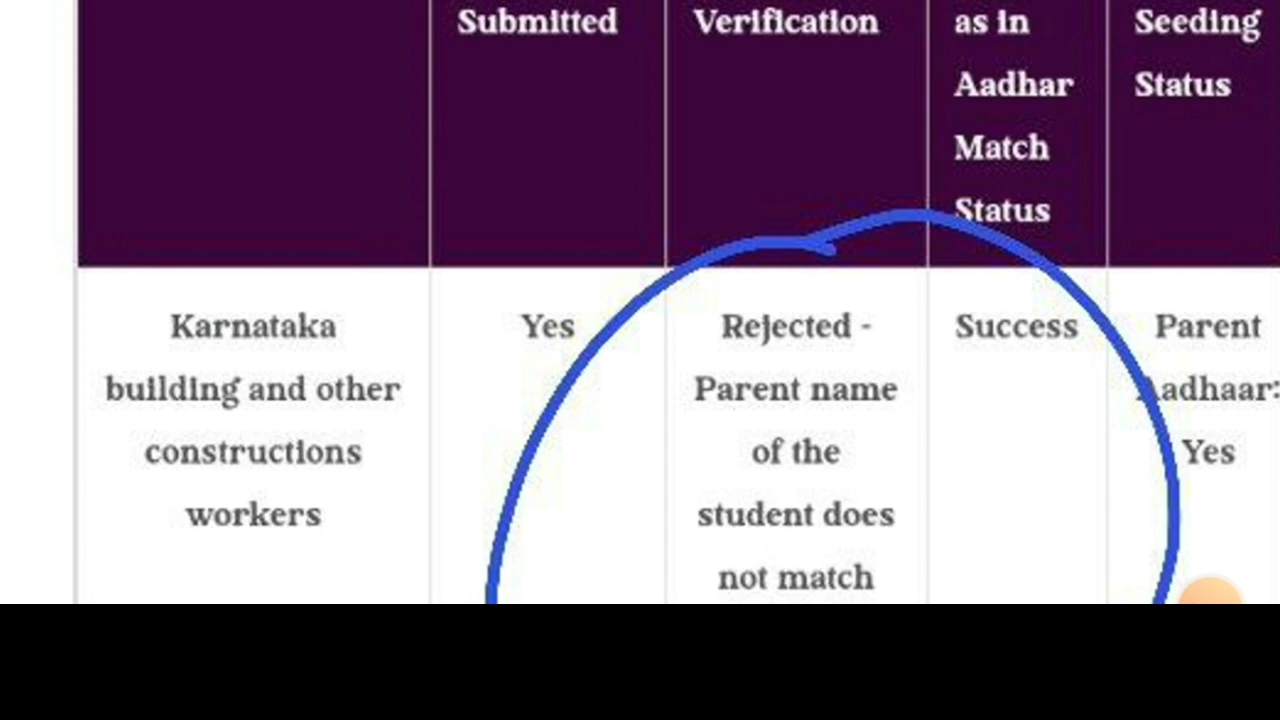 Submitted
Verification
as in
Aadhar
Match
Status
Seeding
Status
Karnataka
building and other
constructions
workers
Yes
Rejected -
Parent name
of the
student does
not match
Success
Parent
Aadhaar:
Yes